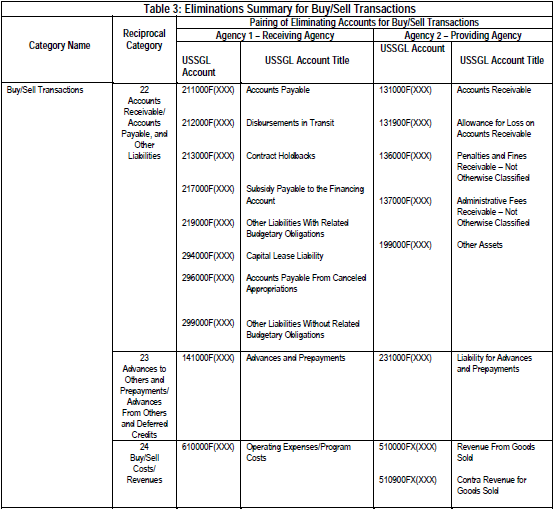 Table 3: Eliminations Summary for Buy/Sell Transactions
Category Name
Reciprocal
Category
Pairing of Eliminating Accounts for Buy/Sell Transactions
Agency 1 – Receiving Agency
Agency 2 – Providing Agency
USSGL
Account
USSGL Account Title
USSGL Account
USSGL Account Title
Buy/Sell Transactions
22
Accounts
Receivable/
Accounts
Payable, and
Other
Liabilities
211000F(XXX)
Accounts Payable
131000F(XXX)
Accounts Receivable
212000F(XXX)
Disbursements in Transit
131900F(XXX)
Allowance for Loss on
Accounts Receivable
213000F(XXX)
Contract Holdbacks
136000F(XXX)
Penalties and Fines
Receivable – Not
Otherwise Classified
217000F(XXX)
Subsidy Payable to the Financing
Account
137000F(XXX)
Administrative Fees
Receivable – Not
Otherwise Classified
219000F(XXX)
Other Liabilities With Related
Budgetary Obligations
199000F(XXX)
Other Assets
294000F(XXX)
Capital Lease Liability
296000F(XXX)
Accounts Payable From Canceled
Appropriations
299000F(XXX)
Other Liabilities Without Related
Budgetary Obligations
23
Advances to
Others and
Prepayments/
Advances
From Others
and Deferred
Credits
141000F(XXX)
Advances and Prepayments
231000F(XXX)
Liability for Advances
and Prepayments
24
Buy/Sell
Costs/
Revenues
610000F(XXX)
Operating Expenses/Program
Costs
510000FX(XXX)
Revenue From Goods
Sold
510900FX(XXX)
Contra Revenue for
Goods Sold